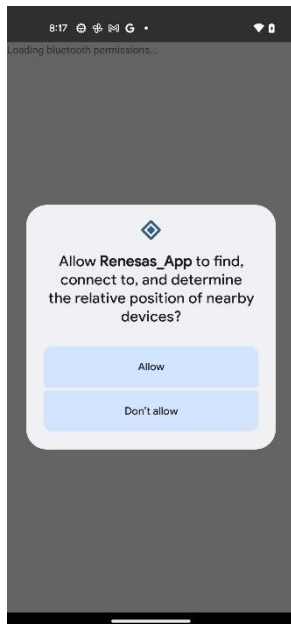 8:17
Loading bluetooth permissions...
Allow Renesas_App to find,
connect to, and determine
the relative position of nearby
devices?
Allow
Don't allow